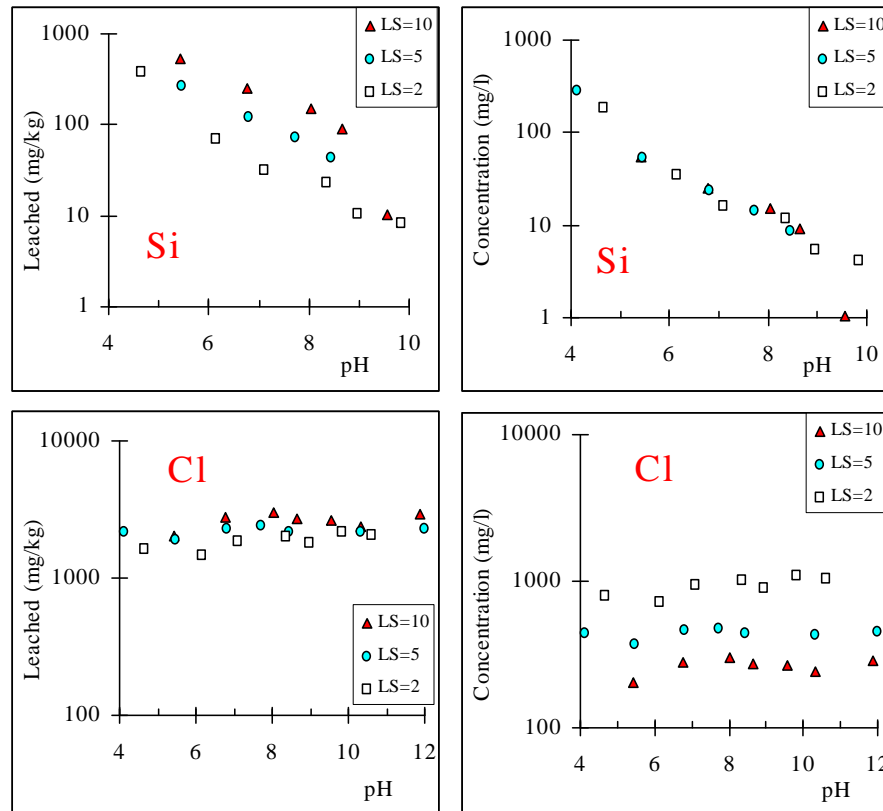 1000
100
10
1
Leached (mg/kg)
Si
4 6 8 10
pH
LS=10
LS=5
LS=2
1000
100
10
1
Concentration (mg/l)
Si
4 6 8 10
pH
LS=10
LS=5
LS=2
10000
1000
100
Leached (mg/kg)
Cl
4 6 8 10 12
pH
LS=10
LS=5
LS=2
10000
1000
100
Concentration (mg/l)
Cl
4 6 8 10 12
pH
LS=10
LS=5
LS=2